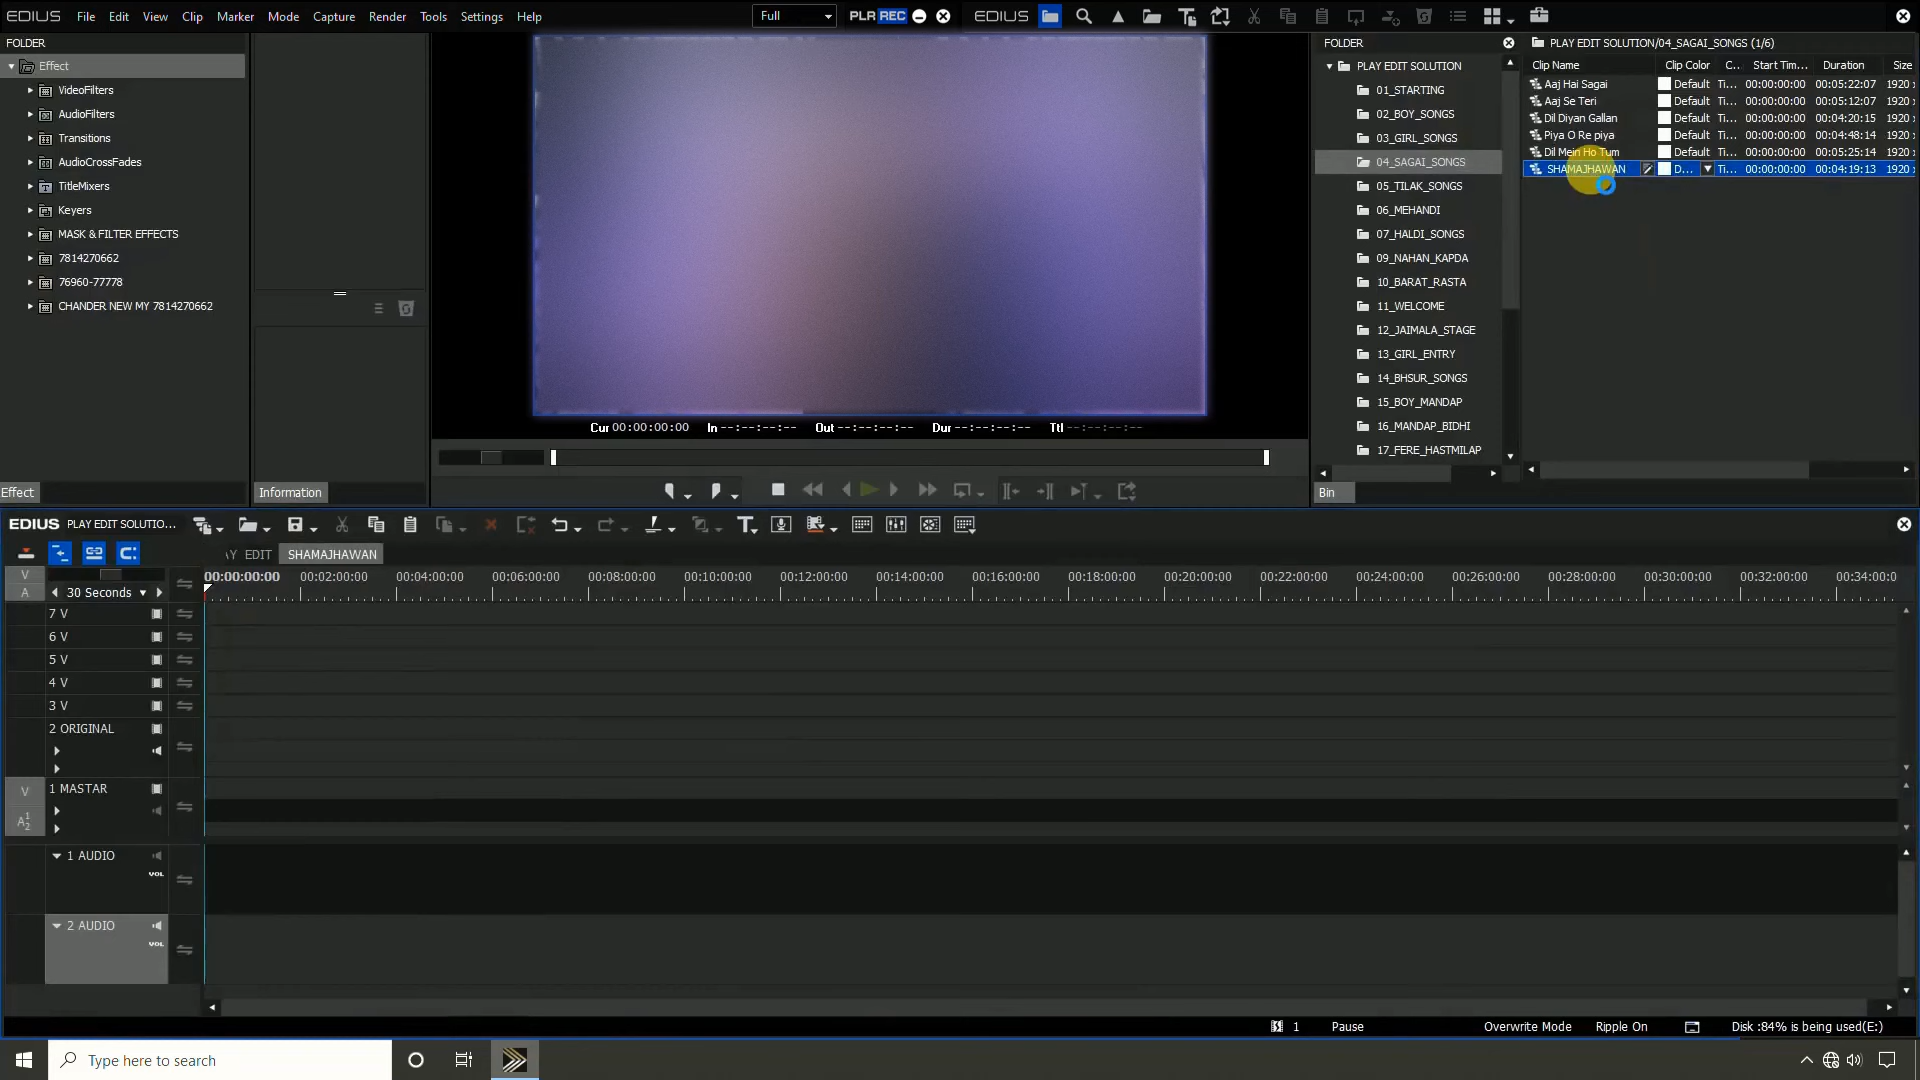 EDIUS File Edit View Clip Marker Mode Capture Render Tools Settings Help Full PLR REC EDIUS
FOLDER
Effect
VideoFilters
AudioFilters
Transitions
AudioCrossFades
TitleMixers
Keyers
MASK & FILTER EFFECTS
7814270662
76960-77778
CHANDER NEW MY 7814270662
Effect
Information
Cur 00:00:00:00 In --:--:--:-- Out --:--:--:-- Dur --:--:--:-- Ttl --:--:--:--
FOLDER
PLAY EDIT SOLUTION
01_STARTING
02_BOY_SONGS
03_GIRL_SONGS
04_SAGAI_SONGS
05_TILAK_SONGS
06_MEHANDI
07_HALDI_SONGS
09_NAHAN_KAPDA
10_BARAT_RASTA
11_WELCOME
12_JAIMALA_STAGE
13_GIRL_ENTRY
14_BHSUR_SONGS
15_BOY_MANDAP
16_MANDAP_BIDHI
17_FERE_HASTMILAP
Bin
PLAY EDIT SOLUTION/04_SAGAI_SONGS (1/6)
Clip Name Clip Color C... Start Tim... Duration Size
Aaj Hai Sagai Default Ti... 00:00:00:00 00:05:22:07 1920 x
Aaj Se Teri Default Ti... 00:00:00:00 00:05:12:07 1920 x
Dil Diyan Gallan Default Ti... 00:00:00:00 00:04:20:15 1920 x
Piya O Re piya Default Ti... 00:00:00:00 00:04:48:14 1920 x
Dil Mein Ho Tum Default Ti... 00:00:00:00 00:05:25:14 1920 x
SHAMAJHAWAN D... Ti... 00:00:00:00 00:04:19:13 1920 x
EDIUS PLAY EDIT SOLUTIO...
AY EDIT SHAMAJHAWAN
V 00:00:00:00 00:02:00:00 00:04:00:00 00:06:00:00 00:08:00:00 00:10:00:00 00:12:00:00 00:14:00:00 00:16:00:00 00:18:00:00 00:20:00:00 00:22:00:00 00:24:00:00 00:26:00:00 00:28:00:00 00:30:00:00 00:32:00:00 00:34:00:0
A 30 Seconds
7 V
6 V
5 V
4 V
3 V
2 ORIGINAL
V 1 MASTAR
A 1 2
1 AUDIO
VOL
2 AUDIO
VOL
1 Pause Overwrite Mode Ripple On Disk :84% is being used(E:)
Type here to search